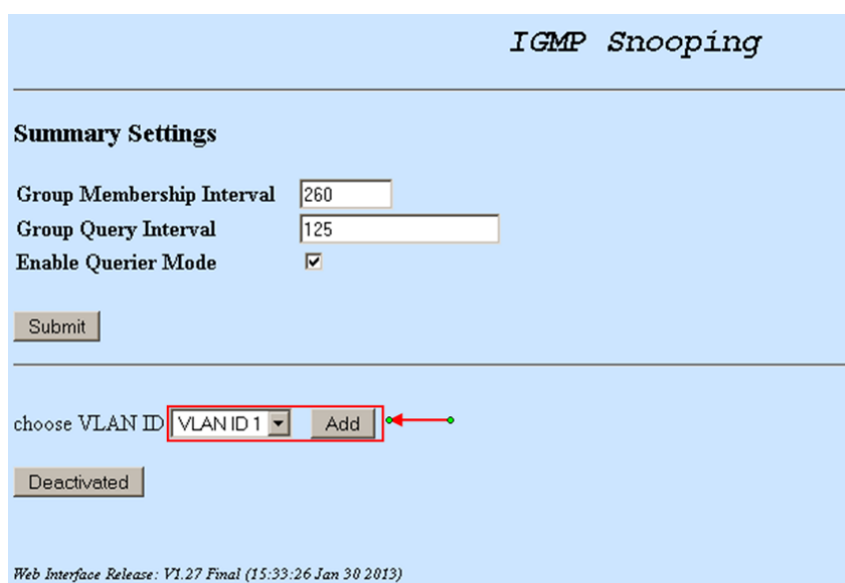 IGMP Snooping
Summary Settings
Group Membership Interval 260
Group Query Interval 125
Enable Querier Mode
Submit
choose VLAN ID VLAN ID 1 Add
Deactivated
Web Interface Release: V1.27 Final (15:33:26 Jan 30 2013)